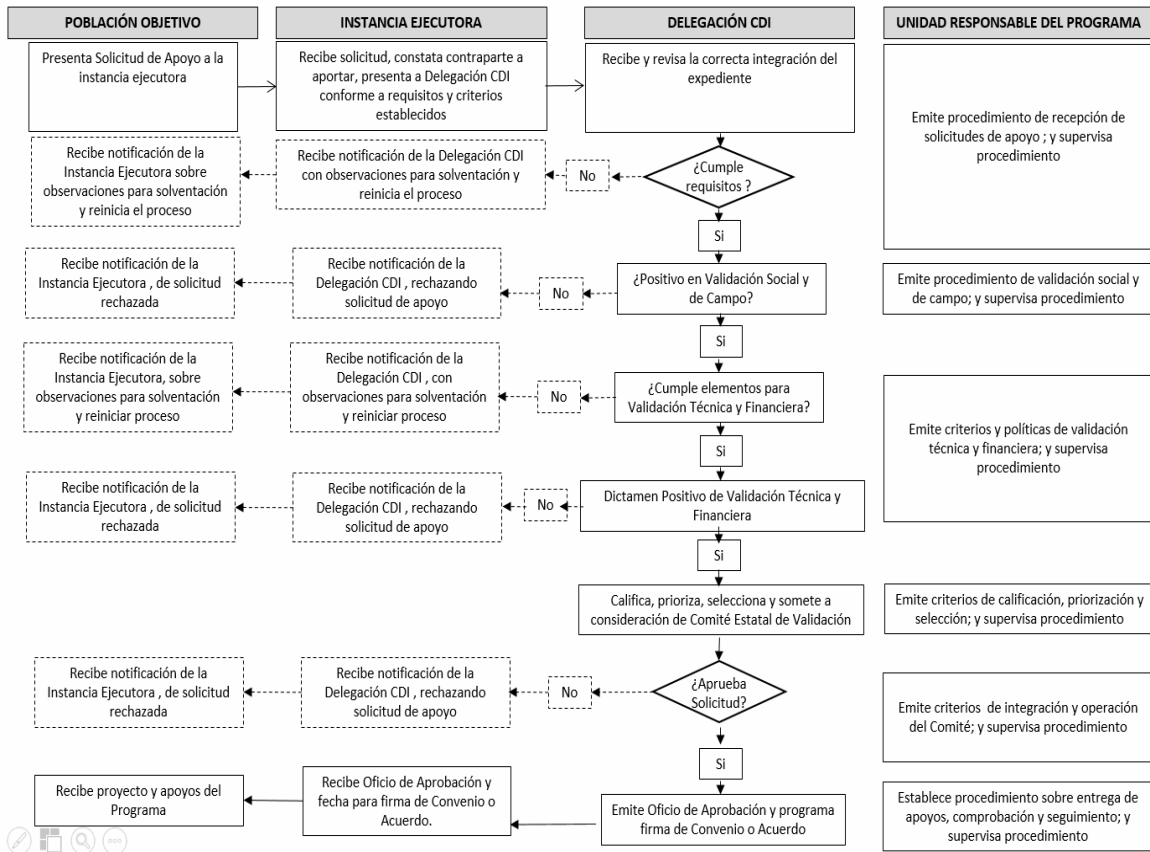 POBLACIÓN OBJETIVO
INSTANCIA EJECUTORA
DELEGACIÓN CDI
UNIDAD RESPONSABLE DEL PROGRAMA
Presenta Solicitud de Apoyo a la
instancia ejecutora
Recibe solicitud, constata contraparte a
aportar, presenta a Delegación CDI
conforme a requisitos y criterios
establecidos
Recibe y revisa la correcta integración del
expediente
Emite procedimiento de recepción de
solicitudes de apoyo ; y supervisa
procedimiento
Recibe notificación de la
Instancia Ejecutora sobre
observaciones para solventación
y reinicia el proceso
Recibe notificación de la Delegación CDI
con observaciones para solventación y
reinicia el proceso
No
¿Cumple
requisitos ?
Si
Recibe notificación de la
Instancia Ejecutora , de solicitud
rechazada
Recibe notificación de la
Delegación CDI , rechazando
solicitud de apoyo
No
¿Positivo en Validación Social y
de Campo?
Emite procedimiento de validación social y
de campo; y supervisa procedimiento
Si
Recibe notificación de la
Instancia Ejecutora, sobre
observaciones para solventación
y reiniciar proceso
Recibe notificación de la
Delegación CDI , con
observaciones para solventación
y reiniciar proceso
No
¿Cumple elementos para
Validación Técnica y Financiera?
Emite criterios y políticas de validación
técnica y financiera; y supervisa
procedimiento
Si
Recibe notificación de la
Instancia Ejecutora , de solicitud
rechazada
Recibe notificación de la
Delegación CDI , rechazando
solicitud de apoyo
No
Dictamen Positivo de Validación Técnica y
Financiera
Si
Califica, prioriza, selecciona y somete a
consideración de Comité Estatal de Validación
Emite criterios de calificación, priorización y
selección; y supervisa procedimiento
Recibe notificación de la
Instancia Ejecutora , de solicitud
rechazada
Recibe notificación de la
Delegación CDI , rechazando
solicitud de apoyo
No
¿Aprueba
Solicitud?
Emite criterios  de integración y operación
del Comité; y supervisa procedimiento
Si
Recibe proyecto y apoyos del
Programa
Recibe Oficio de Aprobación y
fecha para firma de Convenio o
Acuerdo.
Emite Oficio de Aprobación y programa
firma de Convenio o Acuerdo
Establece procedimiento sobre entrega de
apoyos, comprobación y seguimiento; y
supervisa procedimiento